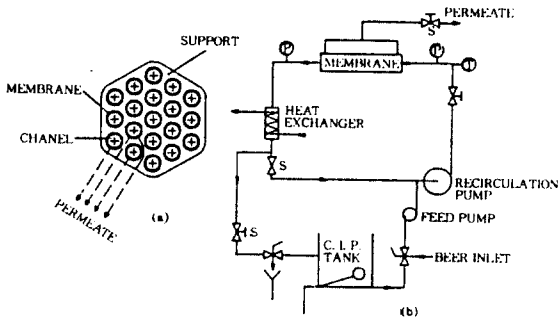 SUPPORT
MEMBRANE
CHANEL
PERMEATE
(a)
PERMEATE
S
P
MEMBRANE
P
T
HEAT
EXCHANGER
S
RECIRCULATION
PUMP
FEED PUMP
S
C. I. P.
TANK
BEER INLET
(b)